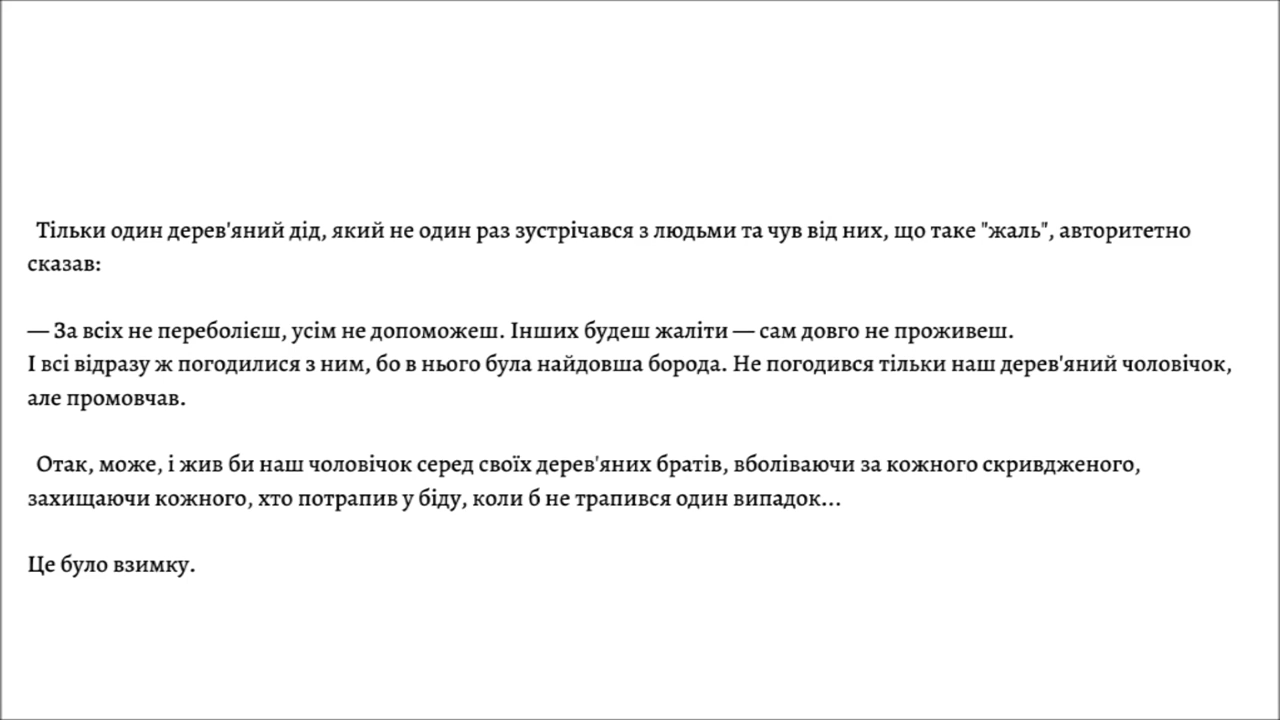 Тільки один дерев'яний дід, який не один раз зустрічався з людьми та чув від них, що таке "жаль", авторитетно
сказав:
— За всіх не переболієш, усім не допоможеш. Інших будеш жаліти — сам довго не проживеш.
І всі відразу ж погодилися з ним, бо в нього була найдовша борода. Не погодився тільки наш дерев'яний чоловічок,
але промовчав.
Отак, може, і жив би наш чоловічок серед своїх дерев'яних братів, вболіваючи за кожного скривдженого,
захищаючи кожного, хто потрапив у біду, коли б не трапився один випадок...
Це було взимку.